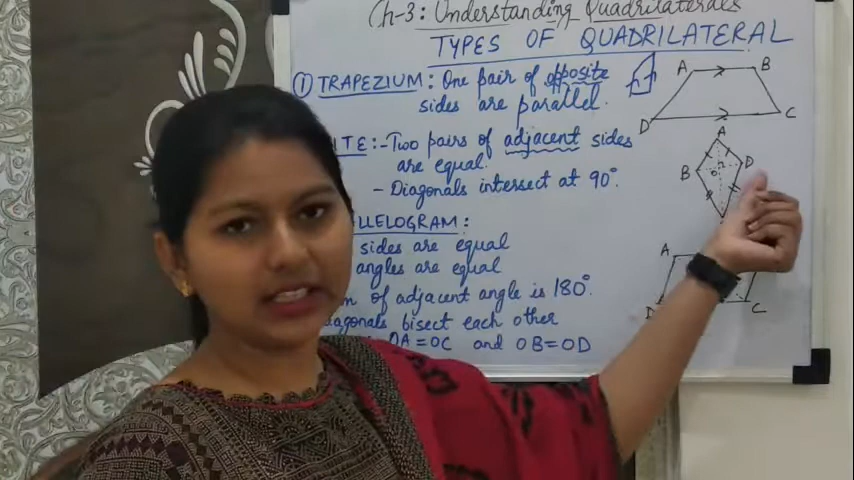 Ch-3: Understanding Quadrilaterals
TYPES OF QUADRILATERAL
① TRAPEZIUM: One pair of opposite
sides are parallel.
A B
D C
ITE :- Two pairs of adjacent sides
are equal.
- Diagonals intersect at 90°.
A
B O D
LLELOGRAM :
sides are equal
angles are equal
m of adjacent angle is 180°.
agonals bisect each other
OA = OC and OB = OD
A
D C